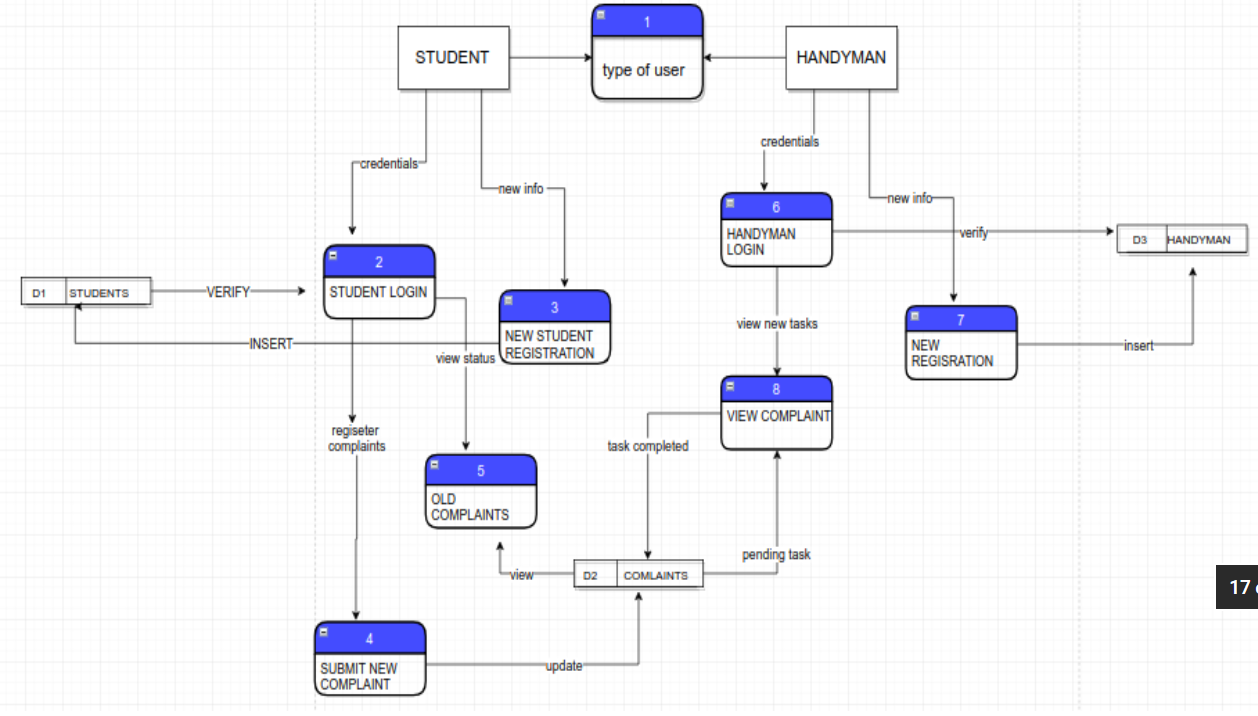 1
STUDENT
type of user
HANDYMAN
credentials
new info
credentials
new info
2
STUDENT LOGIN
D1 STUDENTS
VERIFY
3
NEW STUDENT
REGISTRATION
INSERT
view status
6
HANDYMAN
LOGIN
verify
D3 HANDYMAN
7
NEW
REGISRATION
insert
view new tasks
8
VIEW COMPLAINT
task completed
regiseter
complaints
5
OLD
COMPLAINTS
view
D2 COMLAINTS
pending task
4
SUBMIT NEW
COMPLAINT
update
17